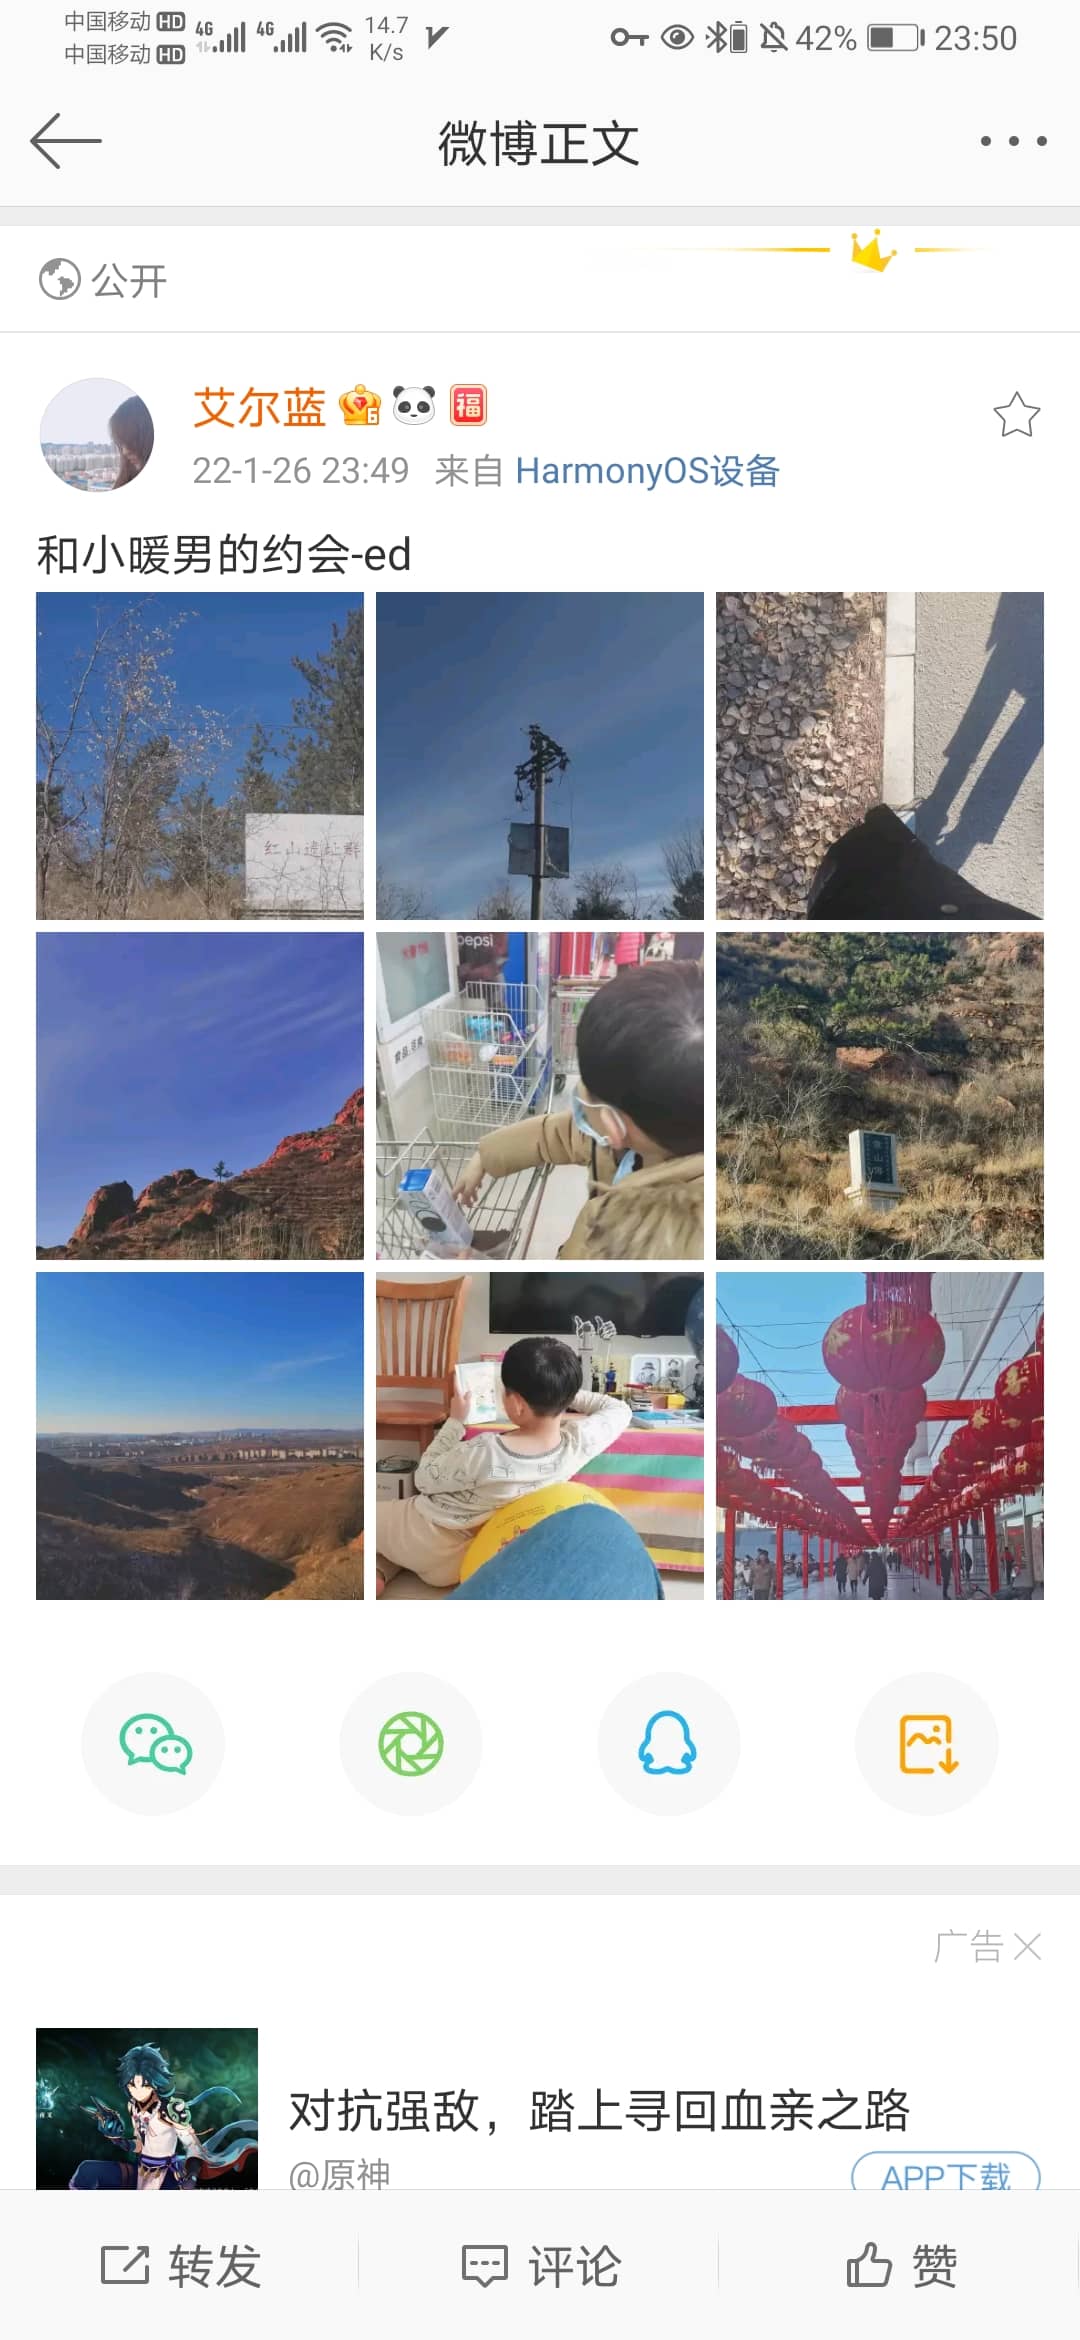 中国移动 HD 4G 4G 14.7 K/s 42% 23:50
中国移动 HD
微博正文
公开
艾尔蓝 6 福
22-1-26 23:49 来自 HarmonyOS设备
和小暖男的约会-ed
红山遗址群
pepsi
广告
对抗强敌，踏上寻回血亲之路
@原神
APP下载
转发 评论 赞